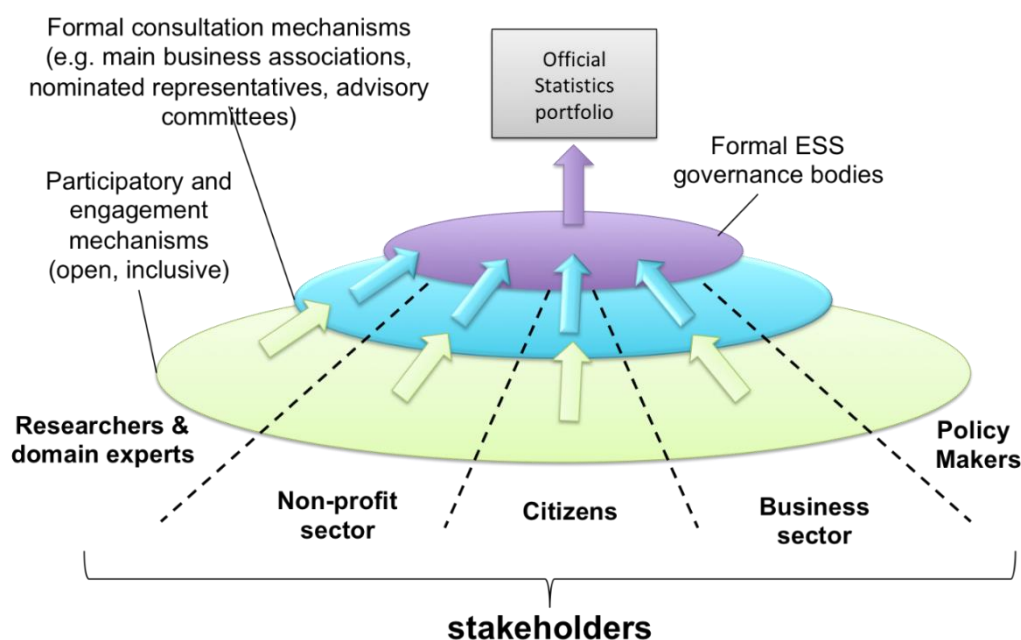 Formal consultation mechanisms
(e.g. main business associations,
nominated representatives, advisory
committees)
Official
Statistics
portfolio
Formal ESS
governance bodies
Participatory and
engagement
mechanisms
(open, inclusive)
Researchers &
domain experts
Non-profit
sector
Citizens
Business
sector
Policy
Makers
stakeholders